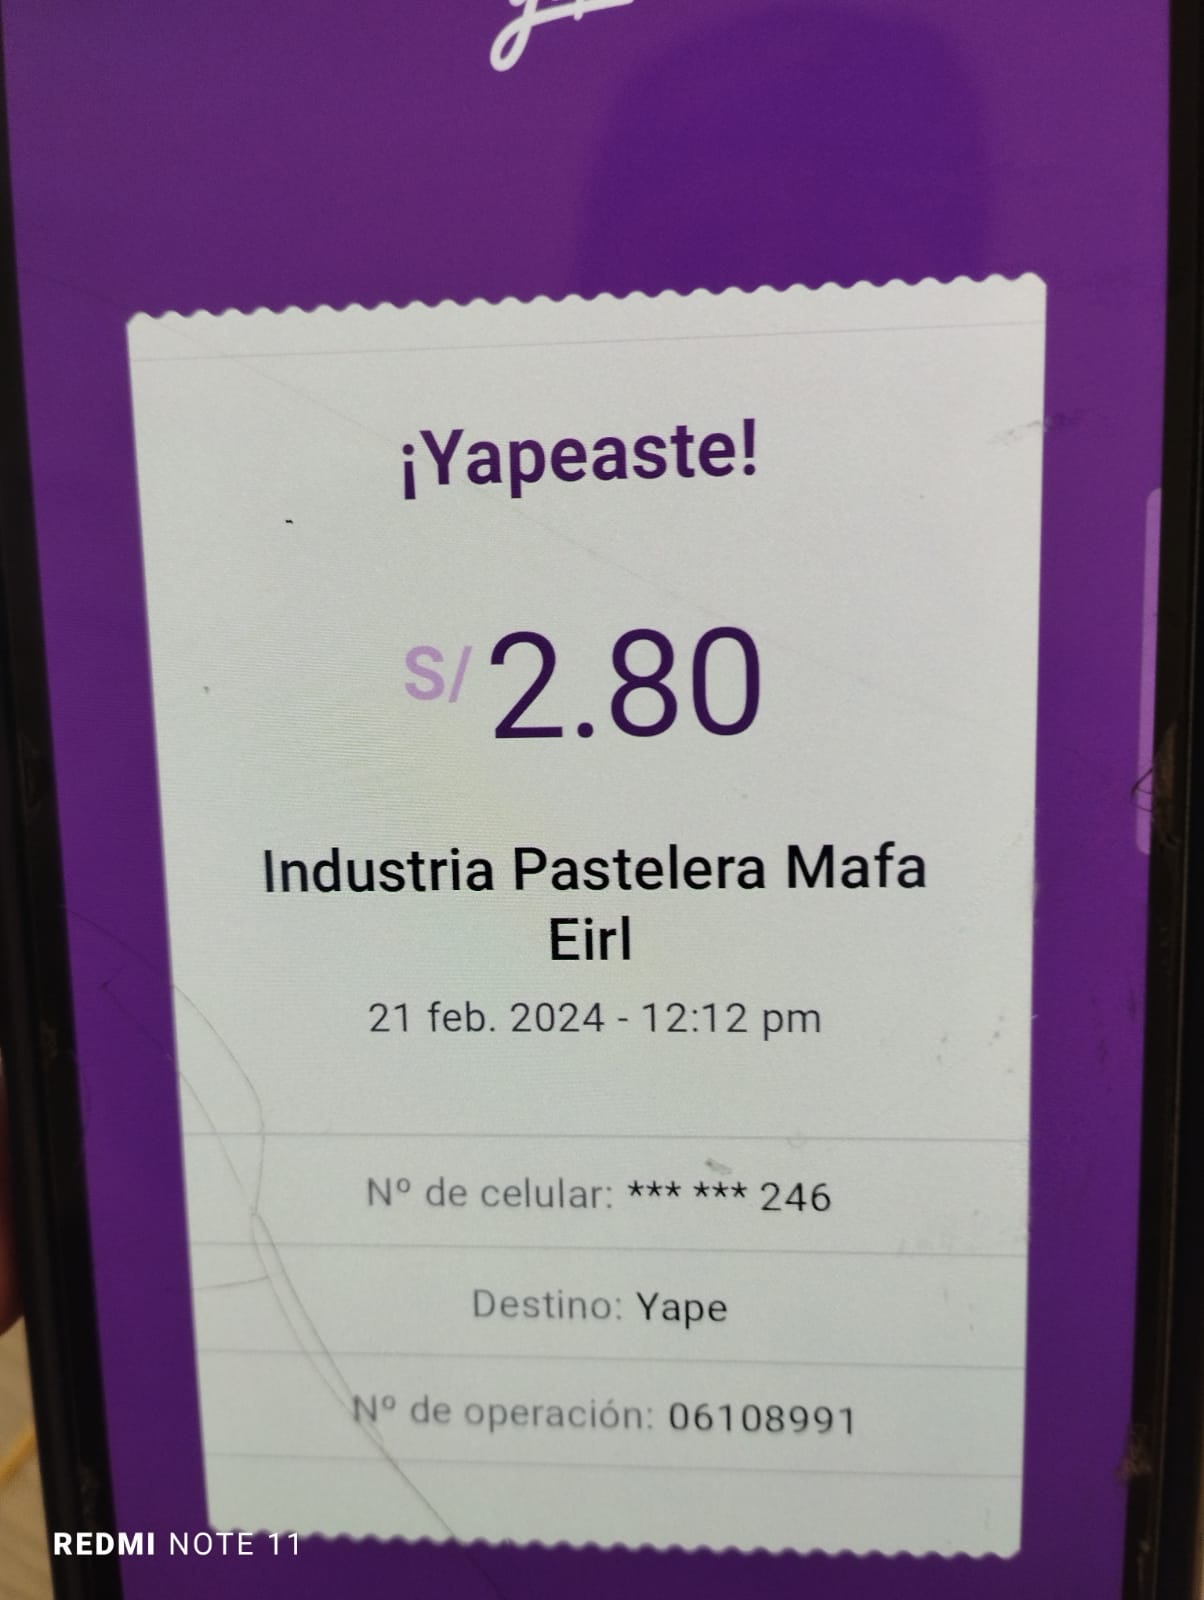 ¡Yapeaste!
S/ 2.80
Industria Pastelera Mafa
Eirl
21 feb. 2024 - 12:12 pm
Nº de celular: *** *** 246
Destino: Yape
Nº de operación: 06108991
REDMI NOTE 11